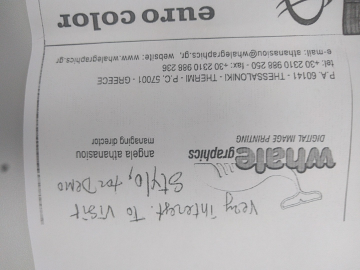 Very interest. To visit
Stylo, for Demo
whale
graphics
DIGITAL IMAGE PRINTING
angela athanasiou
managing director
P.A. 60141 - THESSALONIKI - THERMI - P.C. 57001 - GREECE
tel: +30 2310 988 250 - fax: +30 2310 988 236
e-mail: athanasiou@whalegraphics.gr, website: www.whalegraphics.gr
euro color